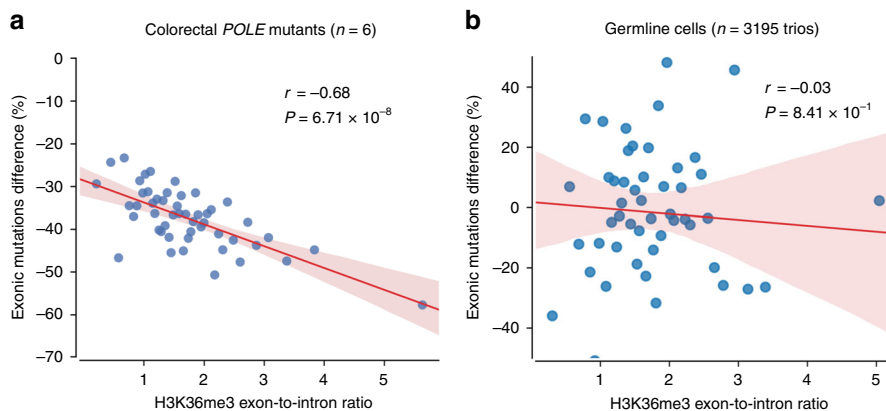 a
Colorectal POLE mutants (n = 6)
0
−10
−20
−30
−40
−50
−60
−70
Exonic mutations difference (%)
r = −0.68
P = 6.71 × 10⁻⁸
1
2
3
4
5
H3K36me3 exon-to-intron ratio
b
Germline cells (n = 3195 trios)
40
20
0
−20
−40
Exonic mutations difference (%)
r = −0.03
P = 8.41 × 10⁻¹
1
2
3
4
5
H3K36me3 exon-to-intron ratio